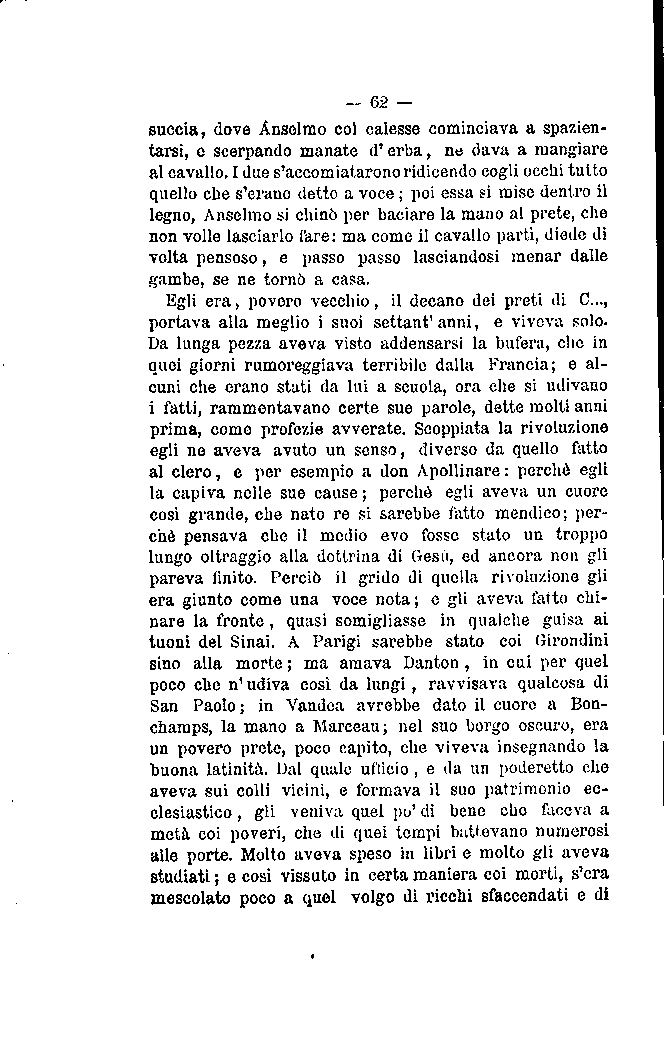 — 62 —
succia, dove Anselmo col calesse cominciava a spazien-
tarsi, e scerpando manate d'erba, ne dava a mangiare
al cavallo. I due s'accomiatarono ridicendo cogli occhi tutto
quello che s'erano detto a voce; poi essa si mise dentro il
legno, Anselmo si chinò per baciare la mano al prete, che
non volle lasciarlo fare: ma come il cavallo partì, diede di
volta pensoso, e passo passo lasciandosi menar dalle
gambe, se ne tornò a casa.
Egli era, povero vecchio, il decano dei preti di C...,
portava alla meglio i suoi settant'anni, e viveva solo.
Da lunga pezza aveva visto addensarsi la bufera, che in
quei giorni rumoreggiava terribile dalla Francia; e al-
cuni che erano stati da lui a scuola, ora che si udivano
i fatti, rammentavano certe sue parole, dette molti anni
prima, come profezie avverate. Scoppiata la rivoluzione
egli ne aveva avuto un senso, diverso da quello fatto
al clero, e per esempio a don Apollinare: perchè egli
la capiva nelle sue cause; perchè egli aveva un cuore
così grande, che nato re si sarebbe fatto mendico; per-
chè pensava che il medio evo fosse stato un troppo
lungo oltraggio alla dottrina di Gesù, ed ancora non gli
pareva finito. Perciò il grido di quella rivoluzione gli
era giunto come una voce nota; e gli aveva fatto chi-
nare la fronte, quasi somigliasse in qualche guisa ai
tuoni del Sinai. A Parigi sarebbe stato coi Girondini
sino alla morte; ma amava Danton, in cui per quel
poco che n'udiva così da lungi, ravvisava qualcosa di
San Paolo; in Vandea avrebbe dato il cuore a Bon-
champs, la mano a Marceau; nel suo borgo oscuro, era
un povero prete, poco capito, che viveva insegnando la
buona latinità. Dal quale ufficio, e da un poderetto che
aveva sui colli vicini, e formava il suo patrimonio ec-
clesiastico, gli veniva quel po' di bene che faceva a
metà coi poveri, che di quei tempi battevano numerosi
alle porte. Molto aveva speso in libri e molto gli aveva
studiati; e così vissuto in certa maniera coi morti, s'era
mescolato poco a quel volgo di ricchi sfaccendati e di